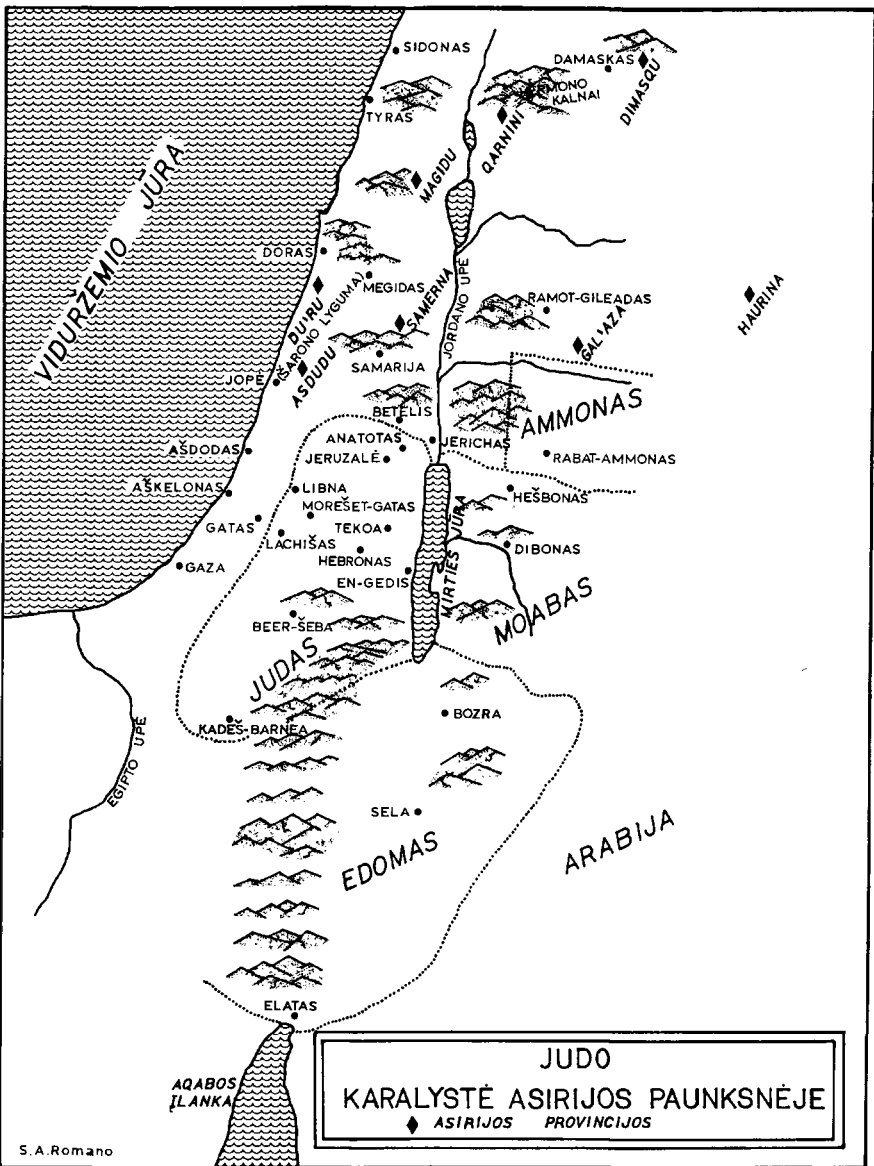 SIDONAS
DAMASKAS
DIMASQU
KALNAI
TYRAS
QARNINI
MAGIDU
VIDURŽEMIO JŪRA
DORAS
MEGIDAS
DU'RU
(ŠARONO LYGUMA)
SAMERNA
JORDANO UPĖ
RAMOT-GILEADAS
HAURINA
GAL'AZA
ASDUDU
SAMARIJA
JOPĖ
BETELIS
AMMONAS
ANATOTAS
JERICHAS
AŠDODAS
JERUZALĖ
RABAT-AMMONAS
AŠKELONAS
LIBNA
HEŠBONAS
MOREŠET-GATAS
GATAS
TEKOA
LACHIŠAS
MIRTIES JŪRA
DIBONAS
HEBRONAS
GAZA
EN-GEDIS
MOABAS
BEER-ŠEBA
JUDAS
KADEŠ-BARNEA
BOZRA
EGIPTO UPĖ
SELA
EDOMAS
ARABIJA
ELATAS
AQABOS
ĮLANKA
JUDO
KARALYSTĖ ASIRIJOS PAUNKSNĖJE
ASIRIJOS PROVINCIJOS
S.A.Romano